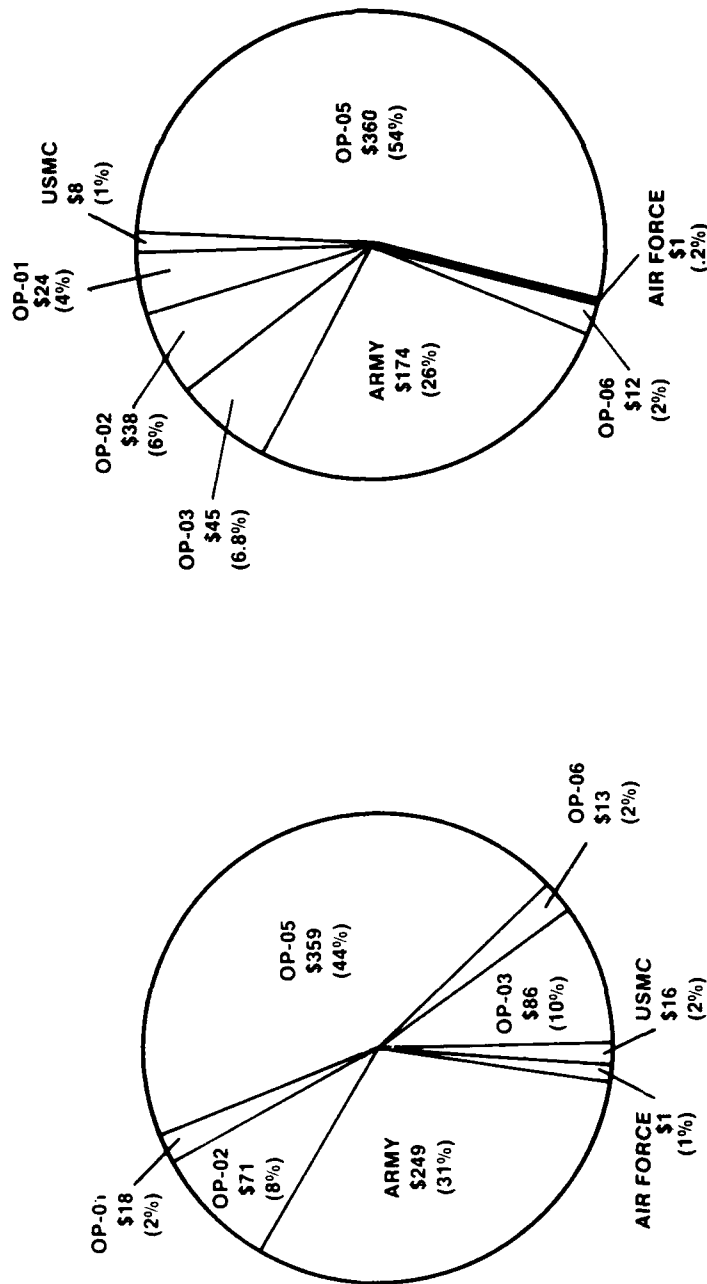 OP-01
$18
(2%)
OP-02
$71
(8%)
OP-05
$359
(44%)
ARMY
$249
(31%)
OP-03
$86
(10%)
OP-06
$13
(2%)
AIR FORCE
$1
(1%)
USMC
$16
(2%)
USMC
$8
(1%)
OP-01
$24
(4%)
OP-02
$38
(6%)
OP-03
$45
(6.8%)
OP-05
$360
(54%)
ARMY
$174
(26%)
OP-06
$12
(2%)
AIR FORCE
$1
(.2%)